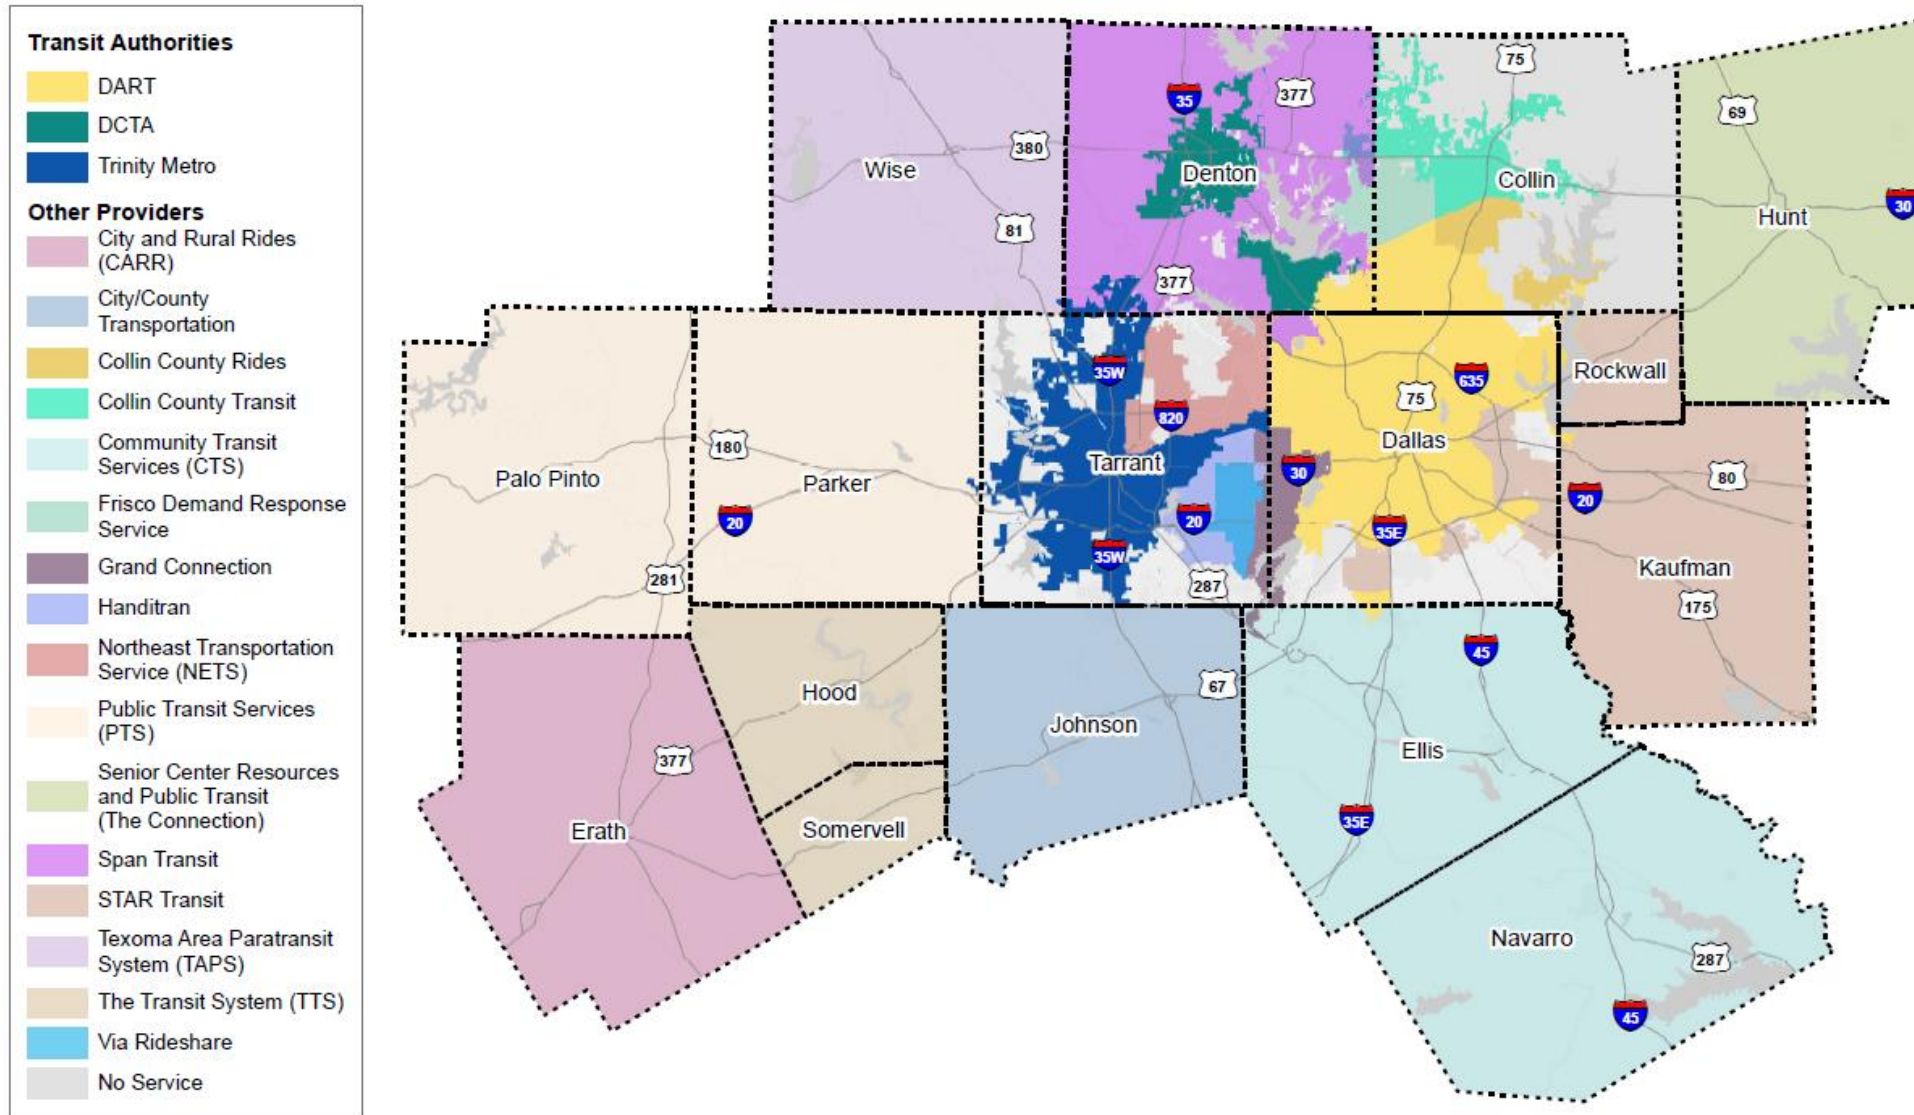 Transit Authorities
DART
DCTA
Trinity Metro
Other Providers
City and Rural Rides
(CARR)
City/County
Transportation
Collin County Rides
Collin County Transit
Community Transit
Services (CTS)
Frisco Demand Response
Service
Grand Connection
Handitran
Northeast Transportation
Service (NETS)
Public Transit Services
(PTS)
Senior Center Resources
and Public Transit
(The Connection)
Span Transit
STAR Transit
Texoma Area Paratransit
System (TAPS)
The Transit System (TTS)
Via Rideshare
No Service
75
35
377
69
380
Wise
Denton
Collin
30
Hunt
81
377
35W
635
Rockwall
75
820
180
Dallas
Tarrant
30
Palo Pinto
Parker
80
20
20
20
35E
35W
281
287
Kaufman
175
45
67
Hood
Johnson
Ellis
377
35E
Erath
Somervell
Navarro
287
45